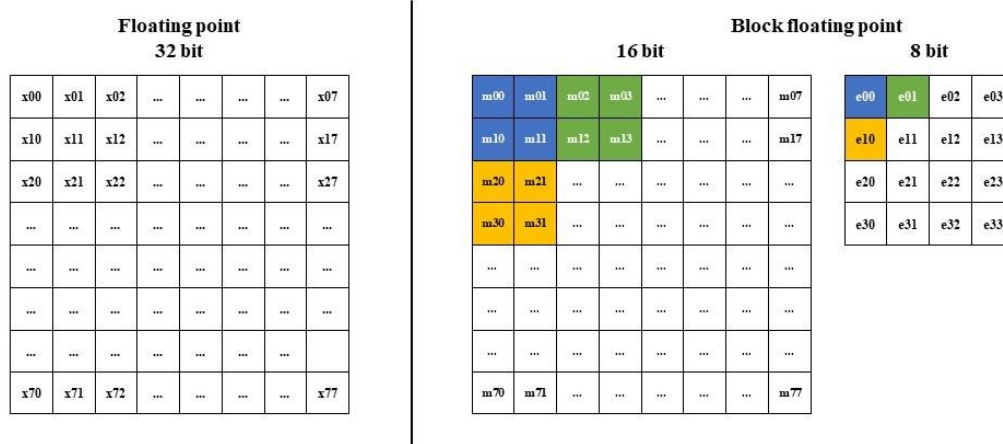 Floating point
32 bit
x00 x01 x02 ... ... ... ... x07
x10 x11 x12 ... ... ... ... x17
x20 x21 x22 ... ... ... ... x27
... ... ... ... ... ... ... ...
... ... ... ... ... ... ... ...
... ... ... ... ... ... ... ...
... ... ... ... ... ... ...
x70 x71 x72 ... ... ... ... x77
Block floating point
16 bit
m00 m01 m02 m03 ... ... ... m07
m10 m11 m12 m13 ... ... ... m17
m20 m21 ... ... ... ... ... ...
m30 m31 ... ... ... ... ... ...
... ... ... ... ... ... ... ...
... ... ... ... ... ... ... ...
... ... ... ... ... ... ... ...
m70 m71 ... ... ... ... ... m77
8 bit
e00 e01 e02 e03
e10 e11 e12 e13
e20 e21 e22 e23
e30 e31 e32 e33